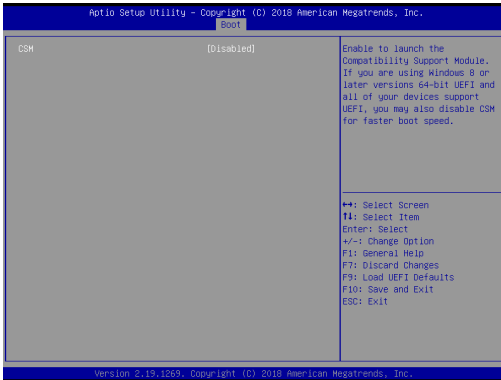 Aptio Setup Utility – Copyright (C) 2018 American Megatrends, Inc.
Boot
CSM [Disabled]
Enable to launch the
Compatibility Support Module.
If you are using Windows 8 or
later versions 64-bit UEFI and
all of your devices support
UEFI, you may also disable CSM
for faster boot speed.
↔: Select Screen
↑↓: Select Item
Enter: Select
+/-: Change Option
F1: General Help
F7: Discard Changes
F9: Load UEFI Defaults
F10: Save and Exit
ESC: Exit
Version 2.19.1269. Copyright (C) 2018 American Megatrends, Inc.